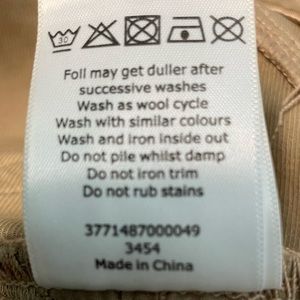 30
Foil may get duller after
successive washes
Wash as wool cycle
Wash with similar colours
Wash and iron inside out
Do not pile whilst damp
Do not iron trim
Do not rub stains
3771487000049
3454
Made in China